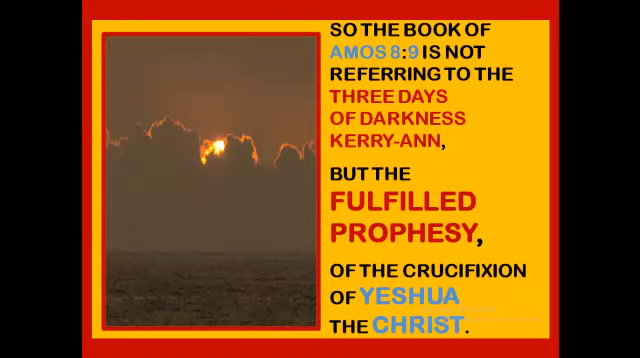 SO THE BOOK OF
AMOS 8:9 IS NOT
REFERRING TO THE
THREE DAYS
OF DARKNESS
KERRY-ANN,
BUT THE
FULFILLED
PROPHESY,
OF THE CRUCIFIXION
OF YESHUA
THE CHRIST.